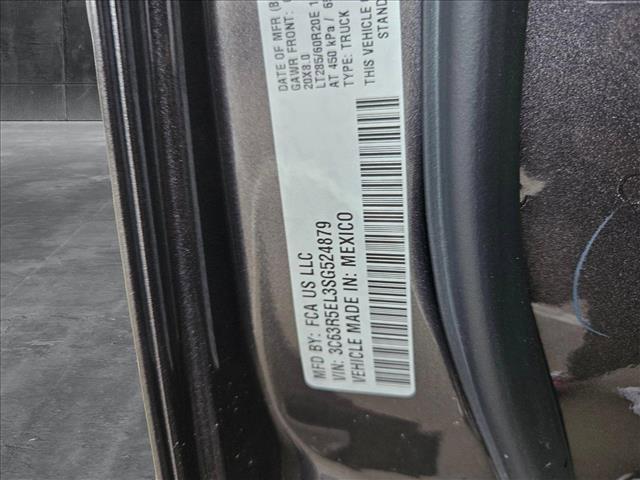 MFD BY: FCA US LLC
DATE OF MFR
GAWR FRONT:
20X8.0
LT285/60R20E
AT 450 kPa /
TYPE: TRUCK
THIS VEHICLE
STAND
VIN: 3C63R5EL3SG524879
VEHICLE MADE IN: MEXICO